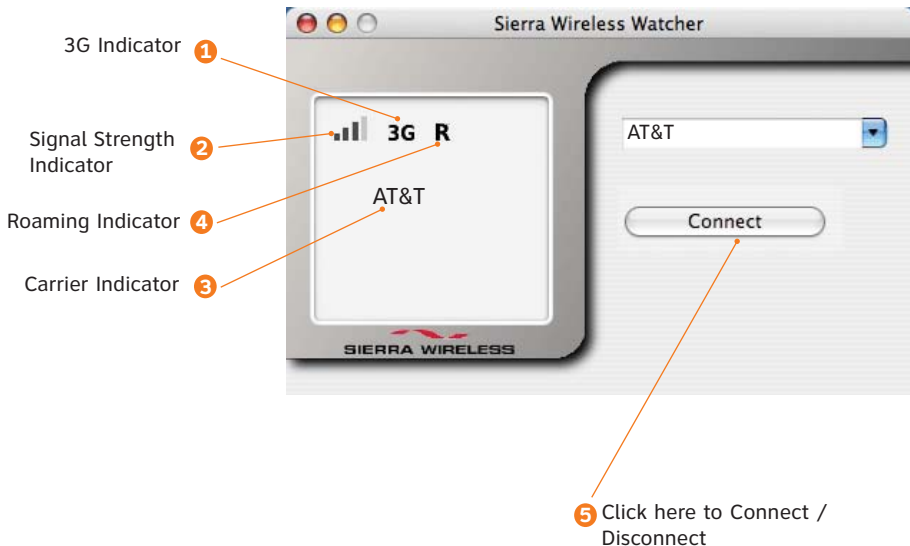 Sierra Wireless Watcher
3G Indicator 1
Signal Strength
Indicator 2
Roaming Indicator 4
Carrier Indicator 3
3G R
AT&T
SIERRA WIRELESS
AT&T
Connect
5 Click here to Connect /
Disconnect